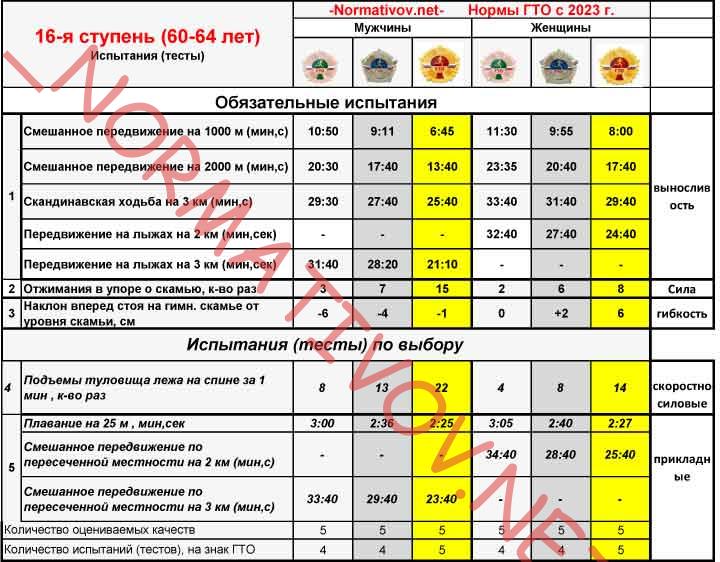 16-я ступень (60-64 лет)
Испытания (тесты)
-Normativov.net- Нормы ГТО с 2023 г.
Мужчины Женщины
Обязательные испытания
1 Смешанное передвижение на 1000 м (мин,с) 10:50 9:11 6:45 11:30 9:55 8:00
Смешанное передвижение на 2000 м (мин,с) 20:30 17:40 13:40 23:35 20:40 17:40
Скандинавская ходьба на 3 км (мин,с) 29:30 27:40 25:40 33:40 31:40 29:40
Передвижение на лыжах на 2 км (мин,сек) - - - 32:40 27:40 24:40
Передвижение на лыжах на 3 км (мин,сек) 31:40 28:20 21:10 - - -
вынослив
ость
2 Отжимания в упоре о скамью, к-во раз 3 7 15 2 6 8 Сила
3 Наклон вперед стоя на гимн. скамье от
уровня скамьи, см -6 -4 -1 0 +2 6 гибкость
Испытания (тесты) по выбору
4 Подъемы туловища лежа на спине за 1
мин , к-во раз 8 13 22 4 8 14 скоростно
силовые
5 Плавание на 25 м , мин,сек 3:00 2:36 2:25 3:05 2:40 2:27
Смешанное передвижение по
пересеченной местности на 2 км (мин,с) - - - 34:40 28:40 25:40
Смешанное передвижение по
пересеченной местности на 3 км (мин,с) 33:40 29:40 23:40 - - -
прикладн
ые
Количество оцениваемых качеств 5 5 5 5 5 5
Количество испытаний (тестов), на знак ГТО 4 4 5 4 4 5
_NORMATIVOV.NET